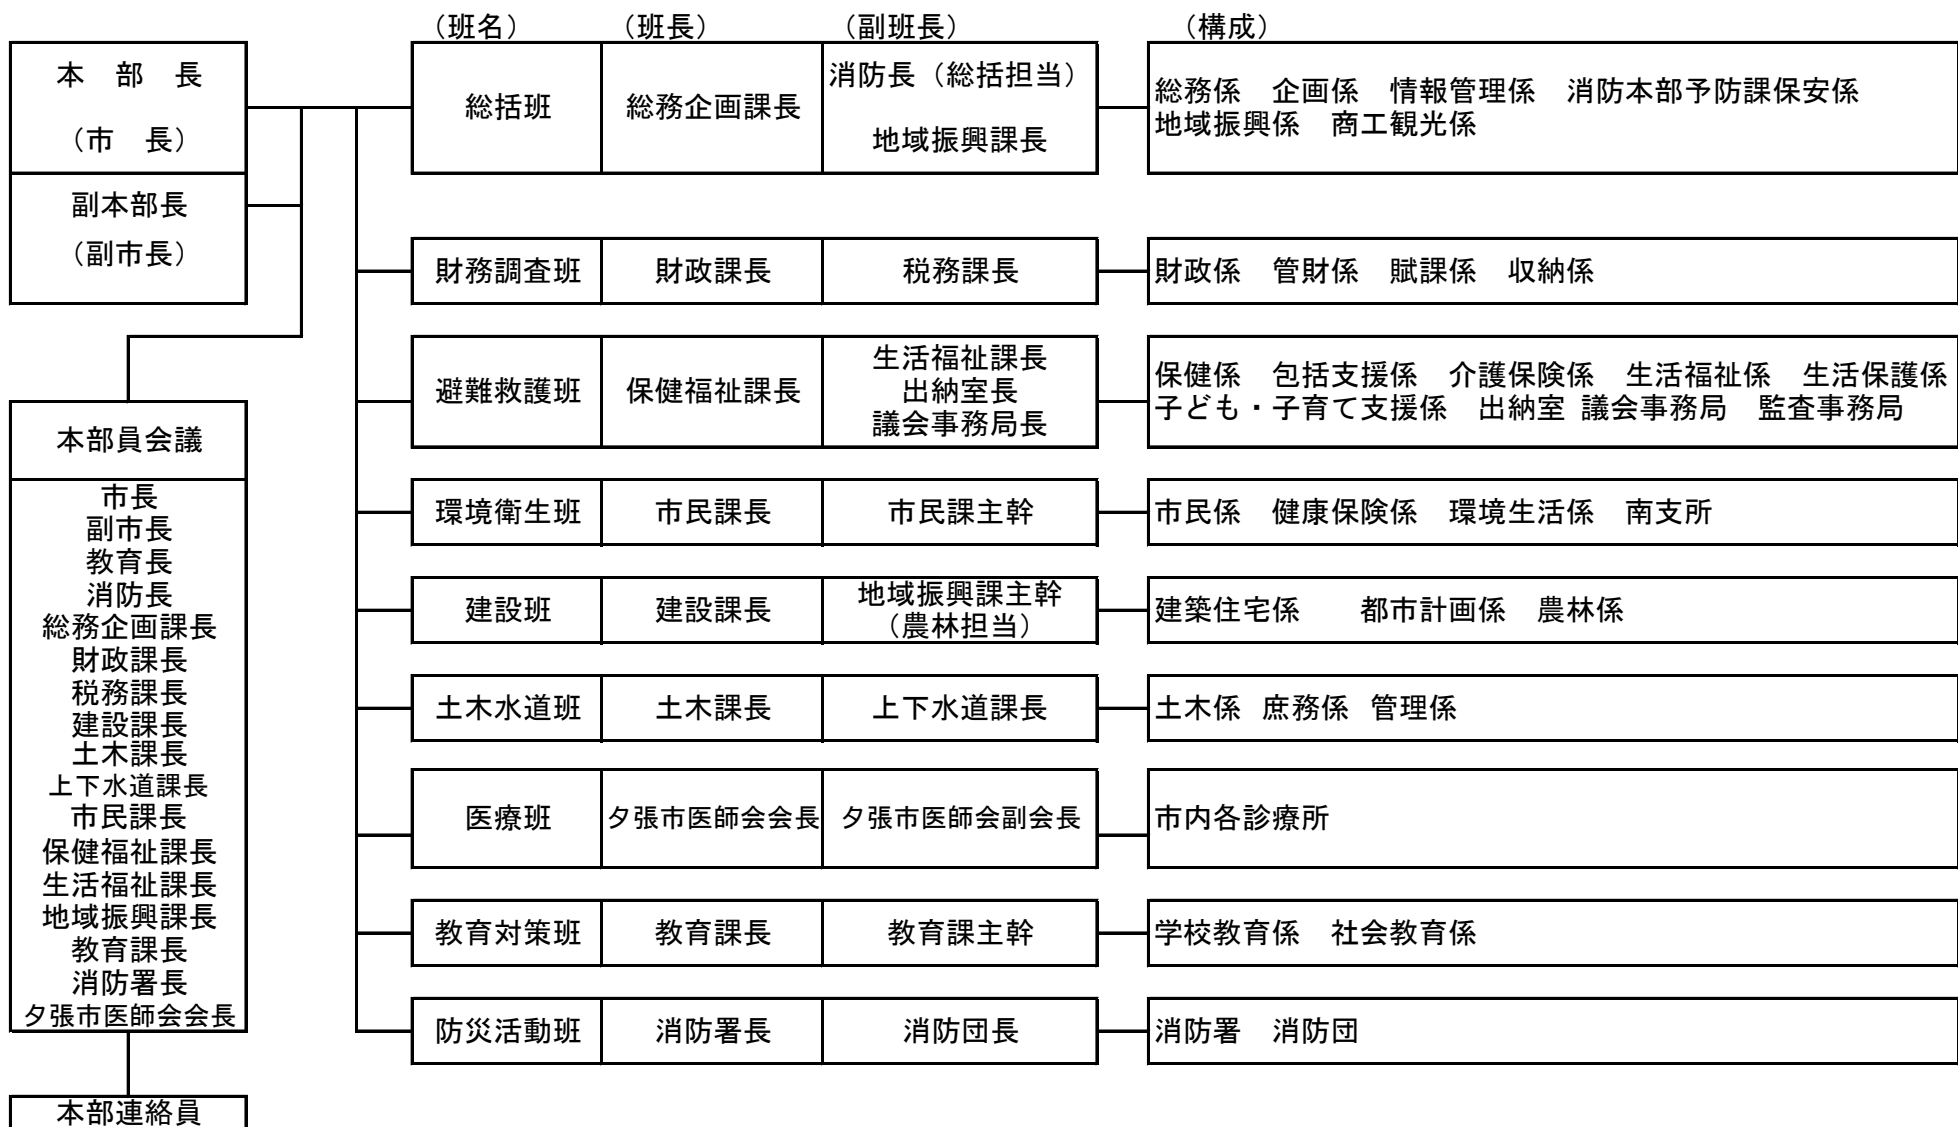 （班名）　（班長）　（副班長）　（構成）
本　部　長
（市　長）
副本部長
（副市長）
本部員会議
市長
副市長
教育長
消防長
総務企画課長
財政課長
税務課長
建設課長
土木課長
上下水道課長
市民課長
保健福祉課長
生活福祉課長
地域振興課長
教育課長
消防署長
夕張市医師会会長
本部連絡員
総括班
総務企画課長
消防長（総括担当）
地域振興課長
総務係　企画係　情報管理係　消防本部予防課保安係
地域振興係　商工観光係
財務調査班
財政課長
税務課長
財政係　管財係　賦課係　収納係
避難救護班
保健福祉課長
生活福祉課長
出納室長
議会事務局長
保健係　包括支援係　介護保険係　生活福祉係　生活保護係
子ども・子育て支援係　出納室 議会事務局　監査事務局
環境衛生班
市民課長
市民課主幹
市民係　健康保険係　環境生活係　南支所
建設班
建設課長
地域振興課主幹
（農林担当）
建築住宅係　　都市計画係　農林係
土木水道班
土木課長
上下水道課長
土木係 庶務係 管理係
医療班
夕張市医師会会長
夕張市医師会副会長
市内各診療所
教育対策班
教育課長
教育課主幹
学校教育係　社会教育係
防災活動班
消防署長
消防団長
消防署　消防団